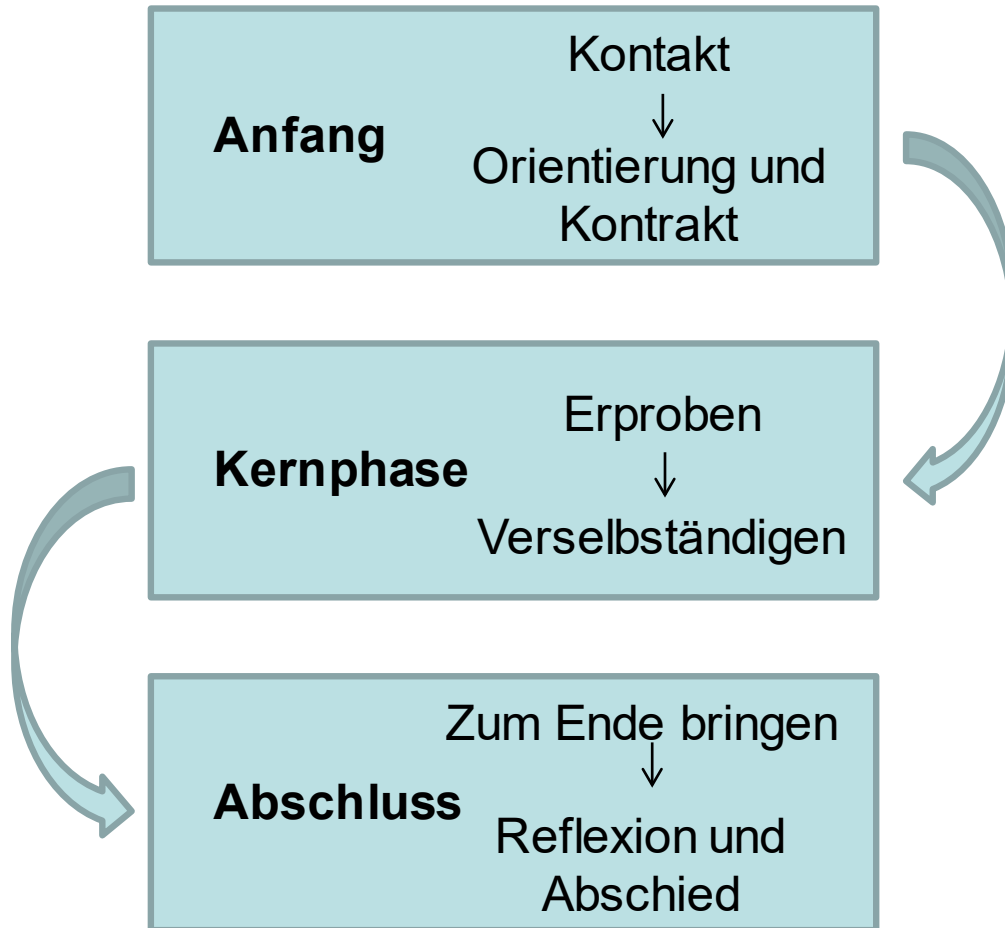 Kontakt
Anfang
Orientierung und
Kontrakt
Erproben
Kernphase
Verselbständigen
Zum Ende bringen
Abschluss
Reflexion und
Abschied